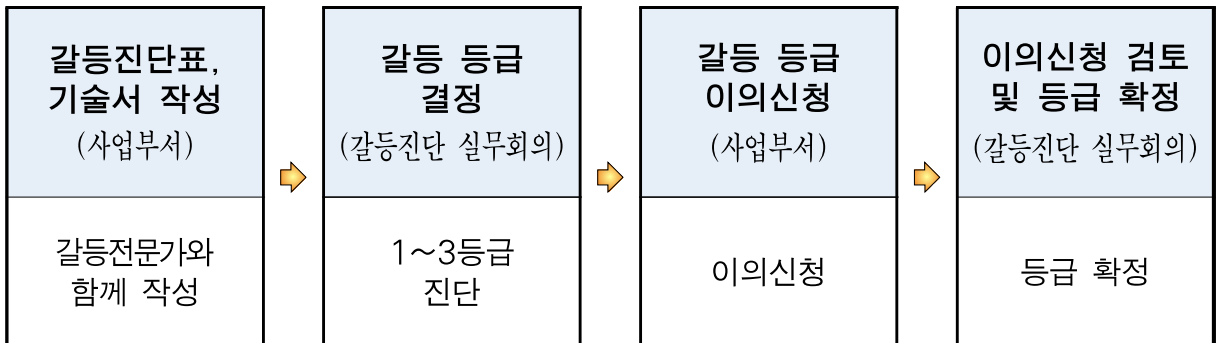 갈등진단표,
기술서 작성
(사업부서)
갈등전문가와
함께 작성
갈등 등급
결정
(갈등진단 실무회의)
1～3등급
진단
갈등 등급
이의신청
(사업부서)
이의신청
이의신청 검토
및 등급 확정
(갈등진단 실무회의)
등급 확정